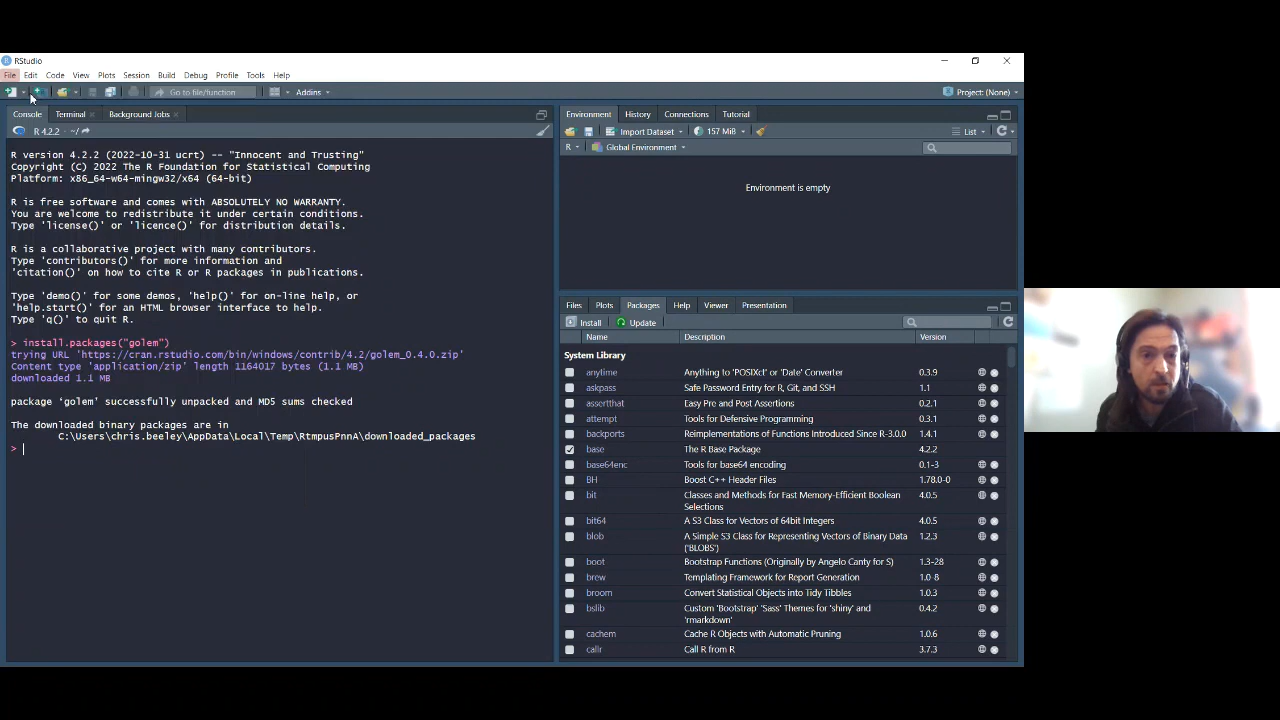 RStudio
File Edit Code View Plots Session Build Debug Profile Tools Help
Go to file/function Addins Project: (None)
Console Terminal Background Jobs
R 4.2.2 · ~/
R version 4.2.2 (2022-10-31 ucrt) -- "Innocent and Trusting"
Copyright (C) 2022 The R Foundation for Statistical Computing
Platform: x86_64-w64-mingw32/x64 (64-bit)
R is free software and comes with ABSOLUTELY NO WARRANTY.
You are welcome to redistribute it under certain conditions.
Type 'license()' or 'licence()' for distribution details.
R is a collaborative project with many contributors.
Type 'contributors()' for more information and
'citation()' on how to cite R or R packages in publications.
Type 'demo()' for some demos, 'help()' for on-line help, or
'help.start()' for an HTML browser interface to help.
Type 'q()' to quit R.
> install.packages("golem")
trying URL 'https://cran.rstudio.com/bin/windows/contrib/4.2/golem_0.4.0.zip'
Content type 'application/zip' length 1164017 bytes (1.1 MB)
downloaded 1.1 MB
package ‘golem’ successfully unpacked and MD5 sums checked
The downloaded binary packages are in
C:\Users\chris.beeley\AppData\Local\Temp\RtmpusPnnA\downloaded_packages
>
Environment History Connections Tutorial
Import Dataset 157 MiB List
R Global Environment
Environment is empty
Files Plots Packages Help Viewer Presentation
Install Update
Name Description Version
System Library
anytime Anything to 'POSIXct' or 'Date' Converter 0.3.9
askpass Safe Password Entry for R, Git, and SSH 1.1
assertthat Easy Pre and Post Assertions 0.2.1
attempt Tools for Defensive Programming 0.3.1
backports Reimplementations of Functions Introduced Since R-3.0.0 1.4.1
base The R Base Package 4.2.2
base64enc Tools for base64 encoding 0.1-3
BH Boost C++ Header Files 1.78.0-0
bit Classes and Methods for Fast Memory-Efficient Boolean 4.0.5
Selections
bit64 A S3 Class for Vectors of 64bit Integers 4.0.5
blob A Simple S3 Class for Representing Vectors of Binary Data 1.2.3
('BLOBS')
boot Bootstrap Functions (Originally by Angelo Canty for S) 1.3-28
brew Templating Framework for Report Generation 1.0-8
broom Convert Statistical Objects into Tidy Tibbles 1.0.3
bslib Custom 'Bootstrap' 'Sass' Themes for 'shiny' and 0.4.2
'rmarkdown'
cachem Cache R Objects with Automatic Pruning 1.0.6
callr Call R from R 3.7.3